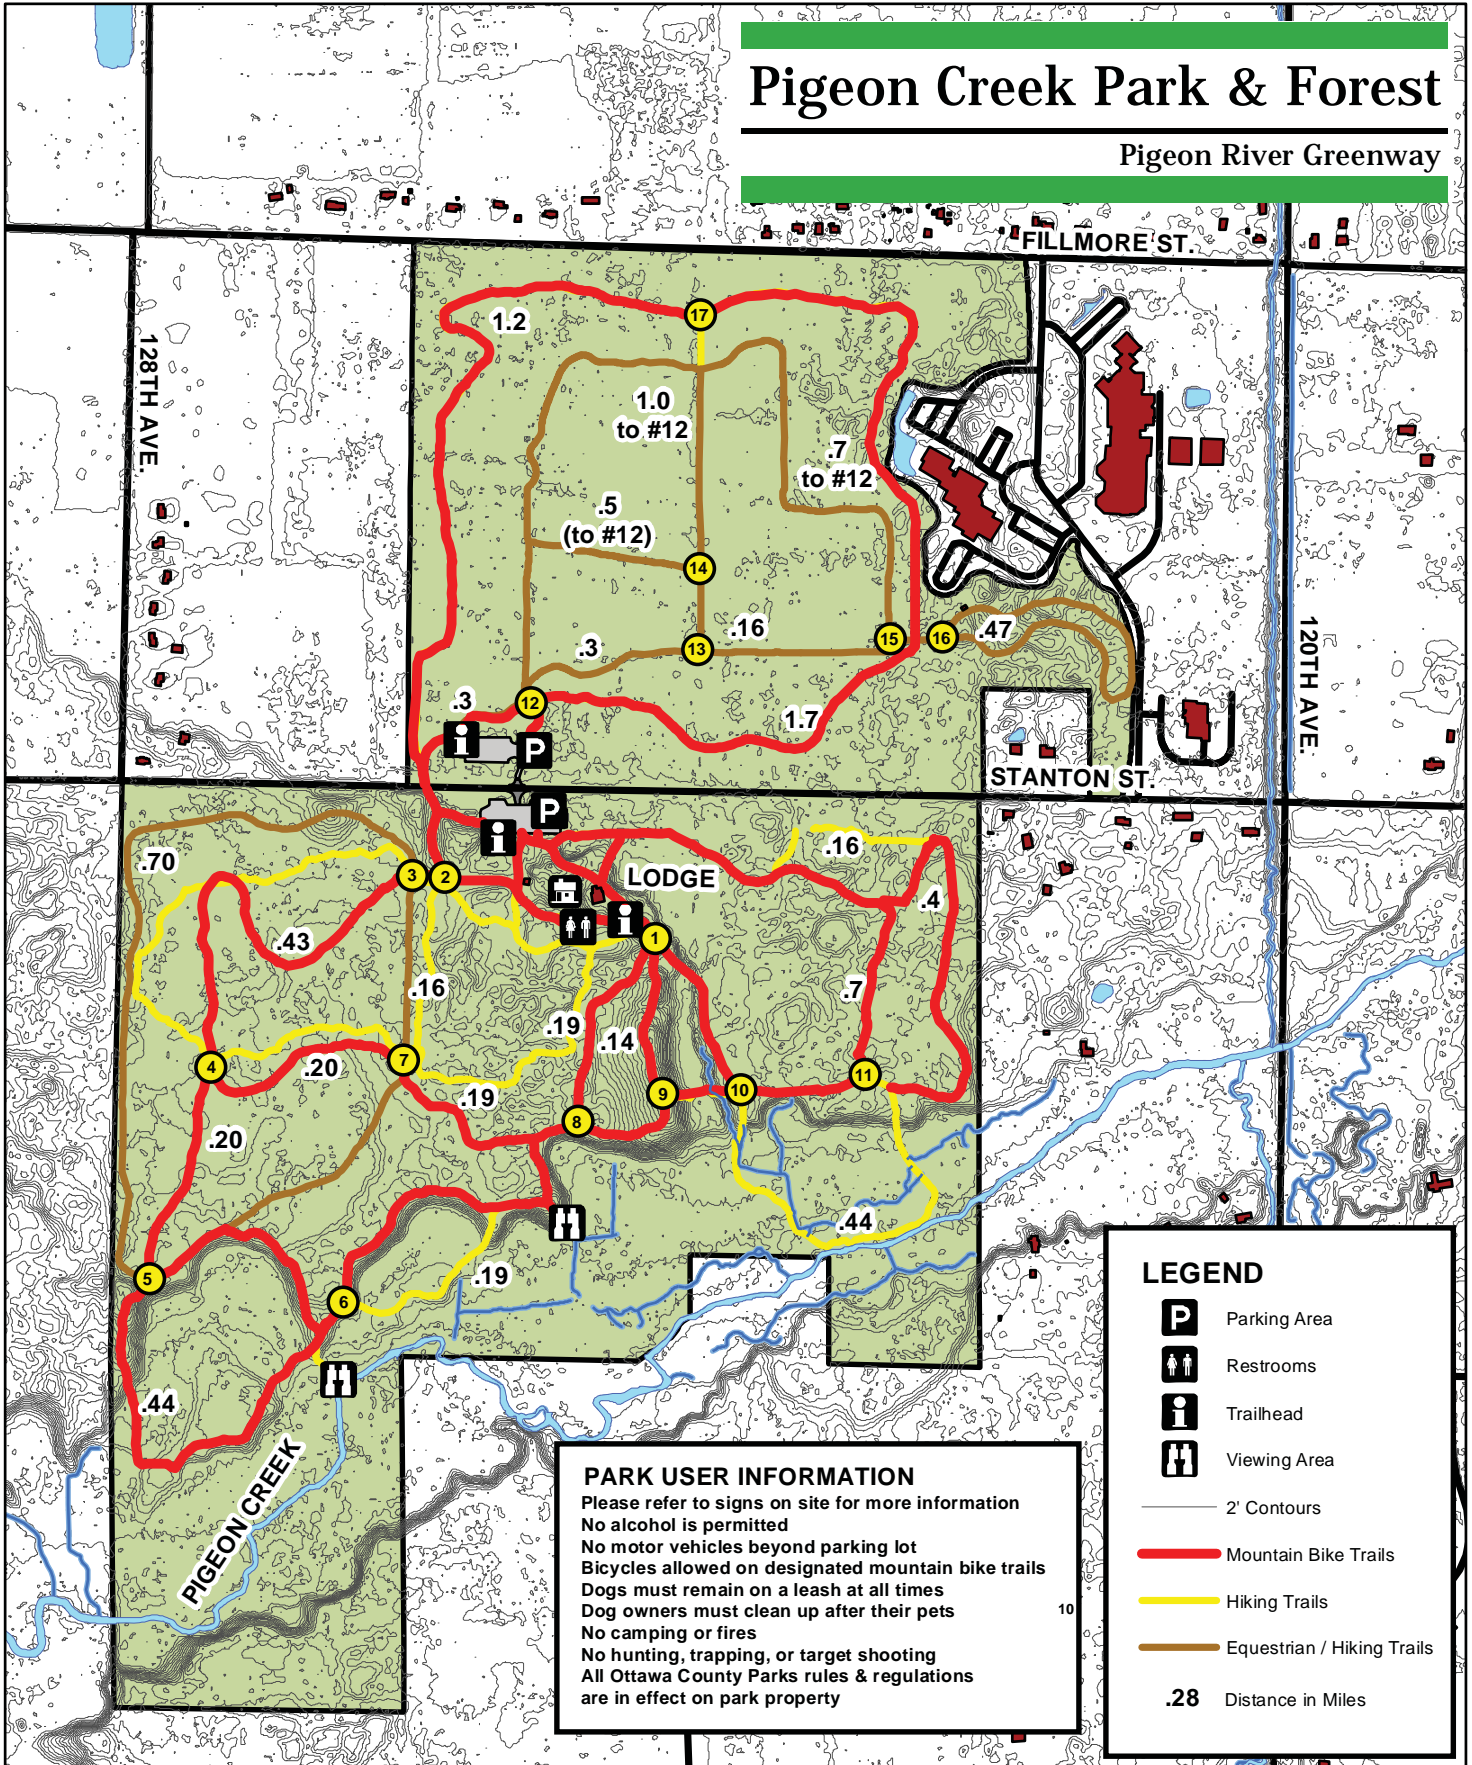 Pigeon Creek Park & Forest
Pigeon River Greenway
FILLMORE ST.
17
1.2
128TH AVE.
1.0
to #12
.7
to #12
.5
(to #12)
14
.16
15
16
.47
13
.3
120TH AVE.
12
.3
1.7
P
STANTON ST.
P
.16
.70
3
2
LODGE
.4
.43
1
.16
.7
.19
.14
4
.20
7
11
10
9
.19
8
.20
.44
5
.19
6
.44
PIGEON CREEK
LEGEND
P Parking Area
Restrooms
Trailhead
Viewing Area
2' Contours
Mountain Bike Trails
Hiking Trails
Equestrian / Hiking Trails
.28 Distance in Miles
PARK USER INFORMATION
Please refer to signs on site for more information
No alcohol is permitted
No motor vehicles beyond parking lot
Bicycles allowed on designated mountain bike trails
Dogs must remain on a leash at all times
Dog owners must clean up after their pets
No camping or fires
No hunting, trapping, or target shooting
All Ottawa County Parks rules & regulations
are in effect on park property
10